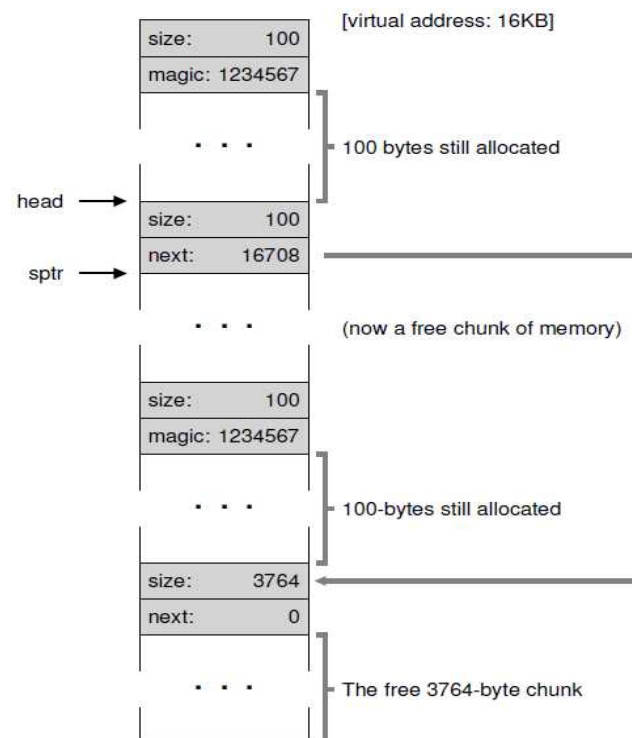 [virtual address: 16KB]
size: 100
magic: 1234567
. . .
100 bytes still allocated
head
size: 100
next: 16708
sptr
. . .
(now a free chunk of memory)
size: 100
magic: 1234567
. . .
100-bytes still allocated
size: 3764
next: 0
. . .
The free 3764-byte chunk